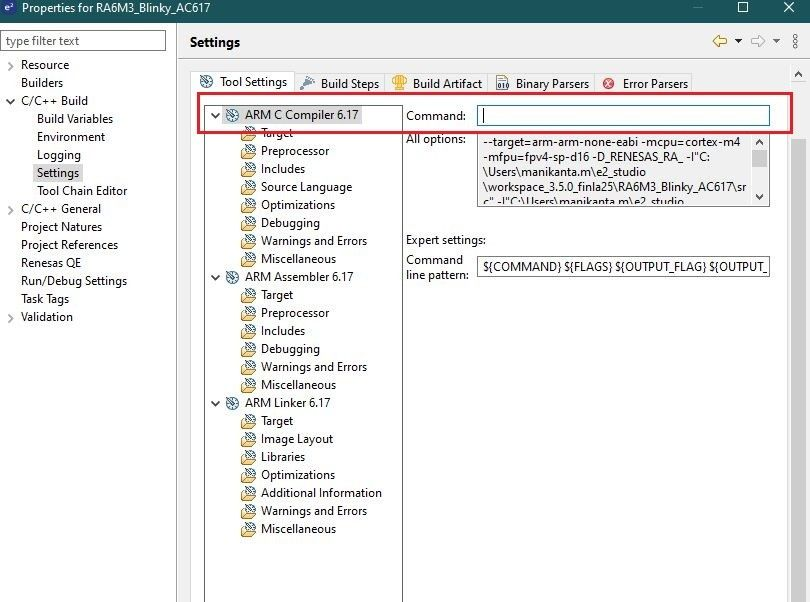 e² Properties for RA6M3_Blinky_AC617
type filter text
Resource
Builders
C/C++ Build
Build Variables
Environment
Logging
Settings
Tool Chain Editor
C/C++ General
Project Natures
Project References
Renesas QE
Run/Debug Settings
Task Tags
Validation
Settings
Tool Settings
Build Steps
Build Artifact
Binary Parsers
Error Parsers
ARM C Compiler 6.17
Target
Preprocessor
Includes
Source Language
Optimizations
Debugging
Warnings and Errors
Miscellaneous
ARM Assembler 6.17
Target
Preprocessor
Includes
Debugging
Warnings and Errors
Miscellaneous
ARM Linker 6.17
Target
Image Layout
Libraries
Optimizations
Additional Information
Warnings and Errors
Miscellaneous
Command:
All options:
--target=arm-arm-none-eabi -mcpu=cortex-m4
-mfpu=fpv4-sp-d16 -D_RENESAS_RA_ -I"C:
\Users\manikanta.m\e2_studio
\workspace_3.5.0_finla25\RA6M3_Blinky_AC617\sr
c" -I"C:\Users\manikanta.m\e2_studio
Expert settings:
Command
line pattern:
${COMMAND} ${FLAGS} ${OUTPUT_FLAG} ${OUTPUT_